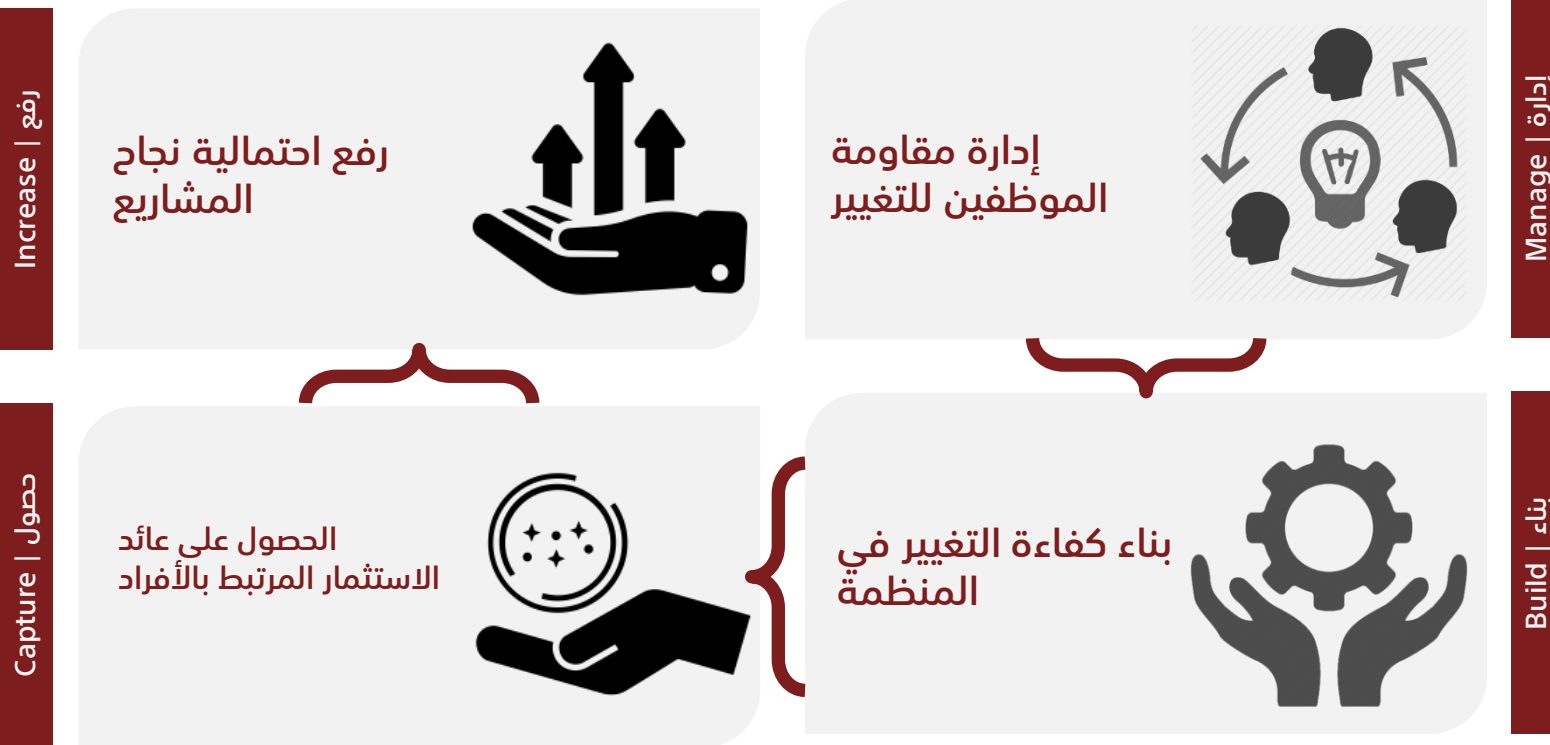 إدارة | Manage
إدارة مقاومة
الموظفين للتغيير
رفع | Increase
رفع احتمالية نجاح
المشاريع
بناء | Build
بناء كفاءة التغيير في
المنظمة
حصول | Capture
الحصول على عائد
الاستثمار المرتبط بالأفراد